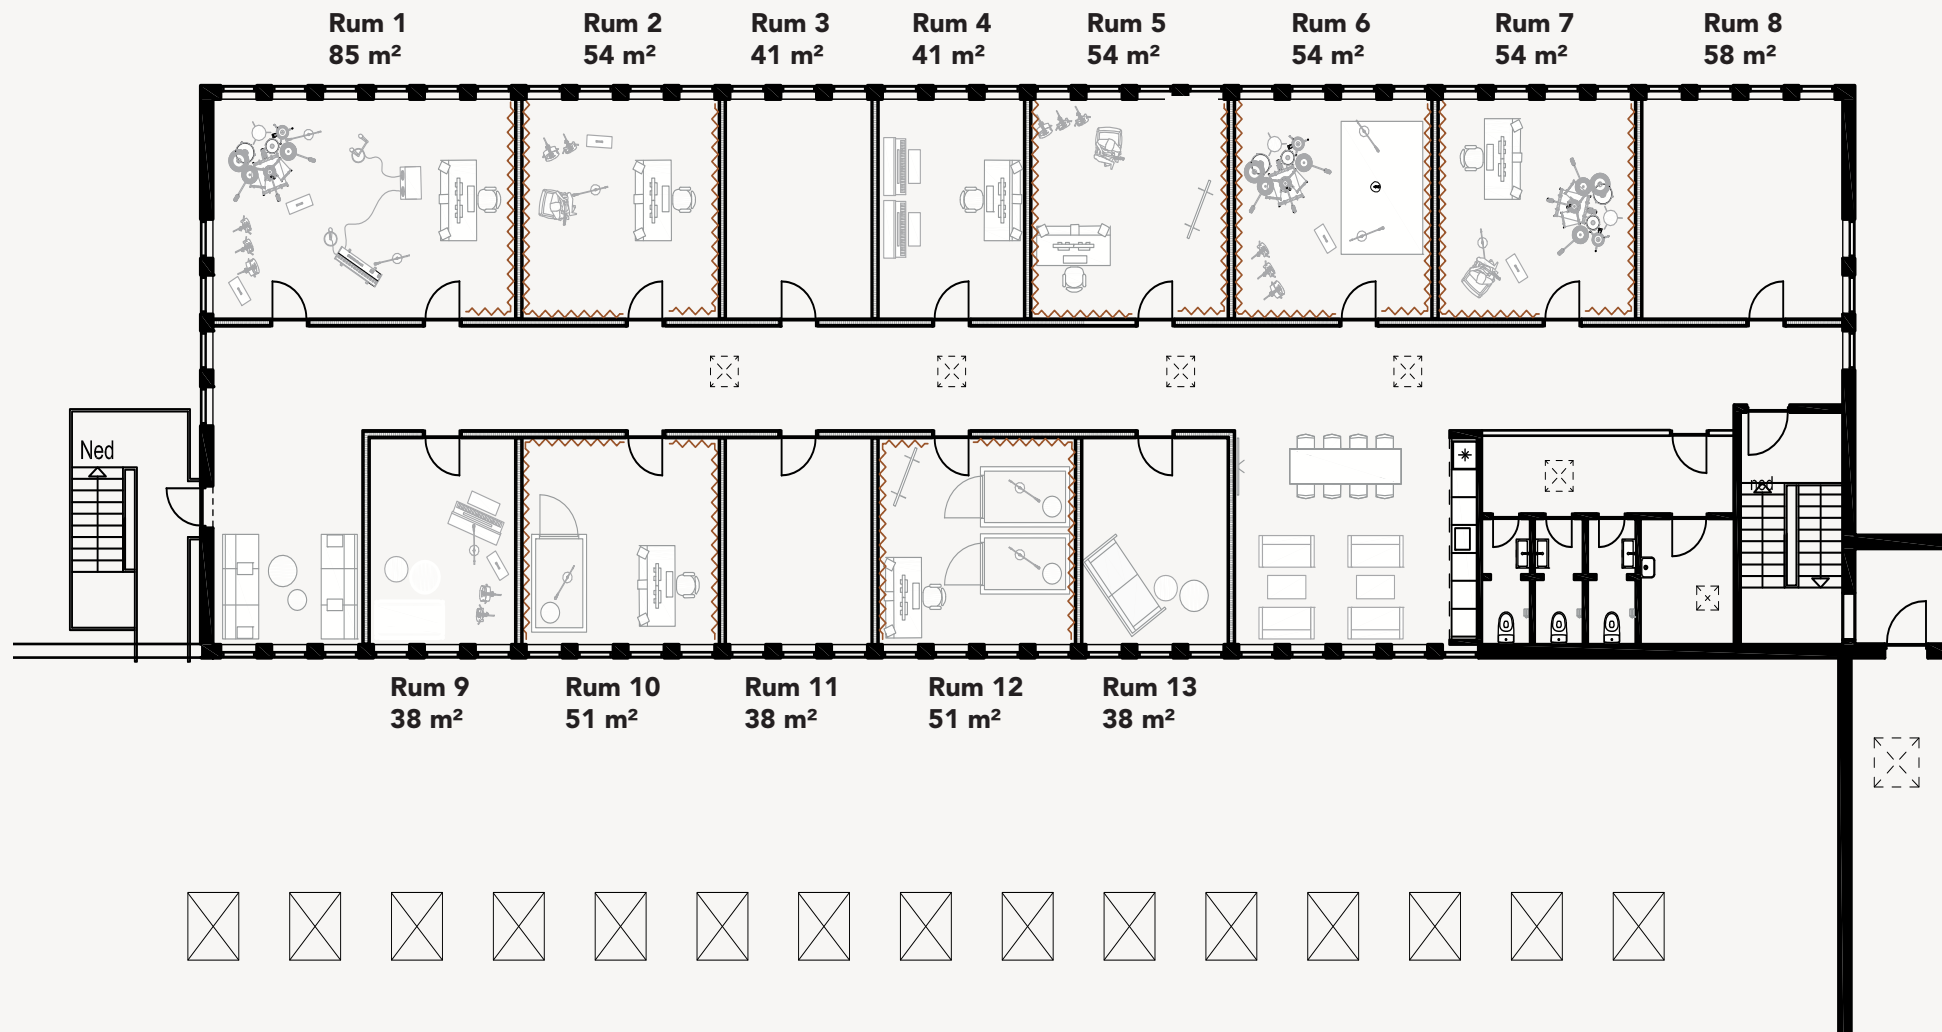 Rum 1
85 m²
Rum 2
54 m²
Rum 3
41 m²
Rum 4
41 m²
Rum 5
54 m²
Rum 6
54 m²
Rum 7
54 m²
Rum 8
58 m²
Ned
ned
Rum 9
38 m²
Rum 10
51 m²
Rum 11
38 m²
Rum 12
51 m²
Rum 13
38 m²